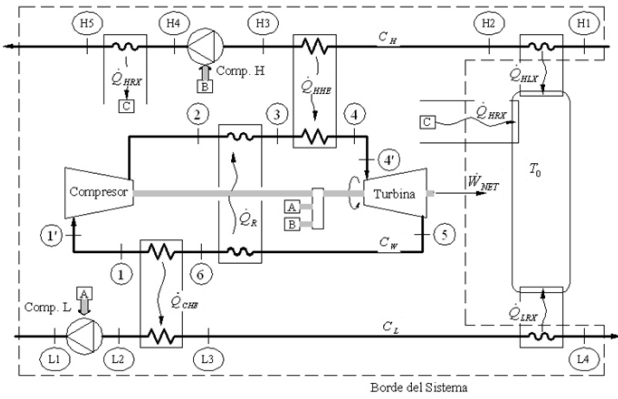 H5
H4
H3
H2
H1
C_H
Q̇_HRX
Comp. H
B
C
Q̇_HHE
Q̇_HLX
2
3
4
C
Q̇_HRX
4'
T_0
Compresor
Turbina
Ẇ_NET
A
B
Q̇_R
1'
5
1
6
C_W
A
Comp. L
Q̇_CHE
Q̇_LRX
C_L
L1
L2
L3
L4
Borde del Sistema